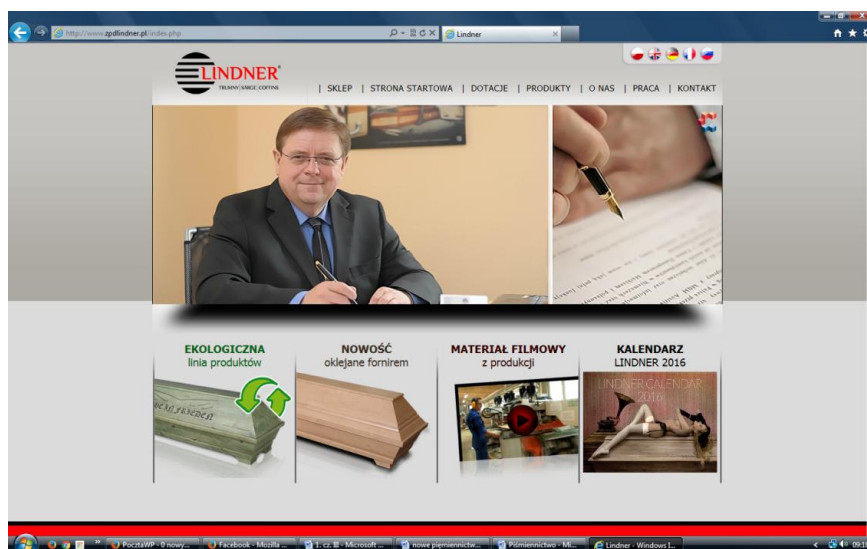 http://www.zpdlindner.pl/index.php
Lindner
LINDNER®
TRUMNY|SÄRGE|COFFINS
| SKLEP | STRONA STARTOWA | DOTACJE | PRODUKTY | O NAS | PRACA | KONTAKT
EKOLOGICZNA
linia produktów
NOWOŚĆ
oklejane fornirem
MATERIAŁ FILMOWY
z produkcji
KALENDARZ
LINDNER 2016
LINDNER CALENDAR
2016
PocztaWP - 0 nowy...
Facebook - Mozilla ...
1. cz. III - Microsoft ...
nowe pięmiennictw...
Piśmiennictwo - Mi...
Lindner - Windows I...